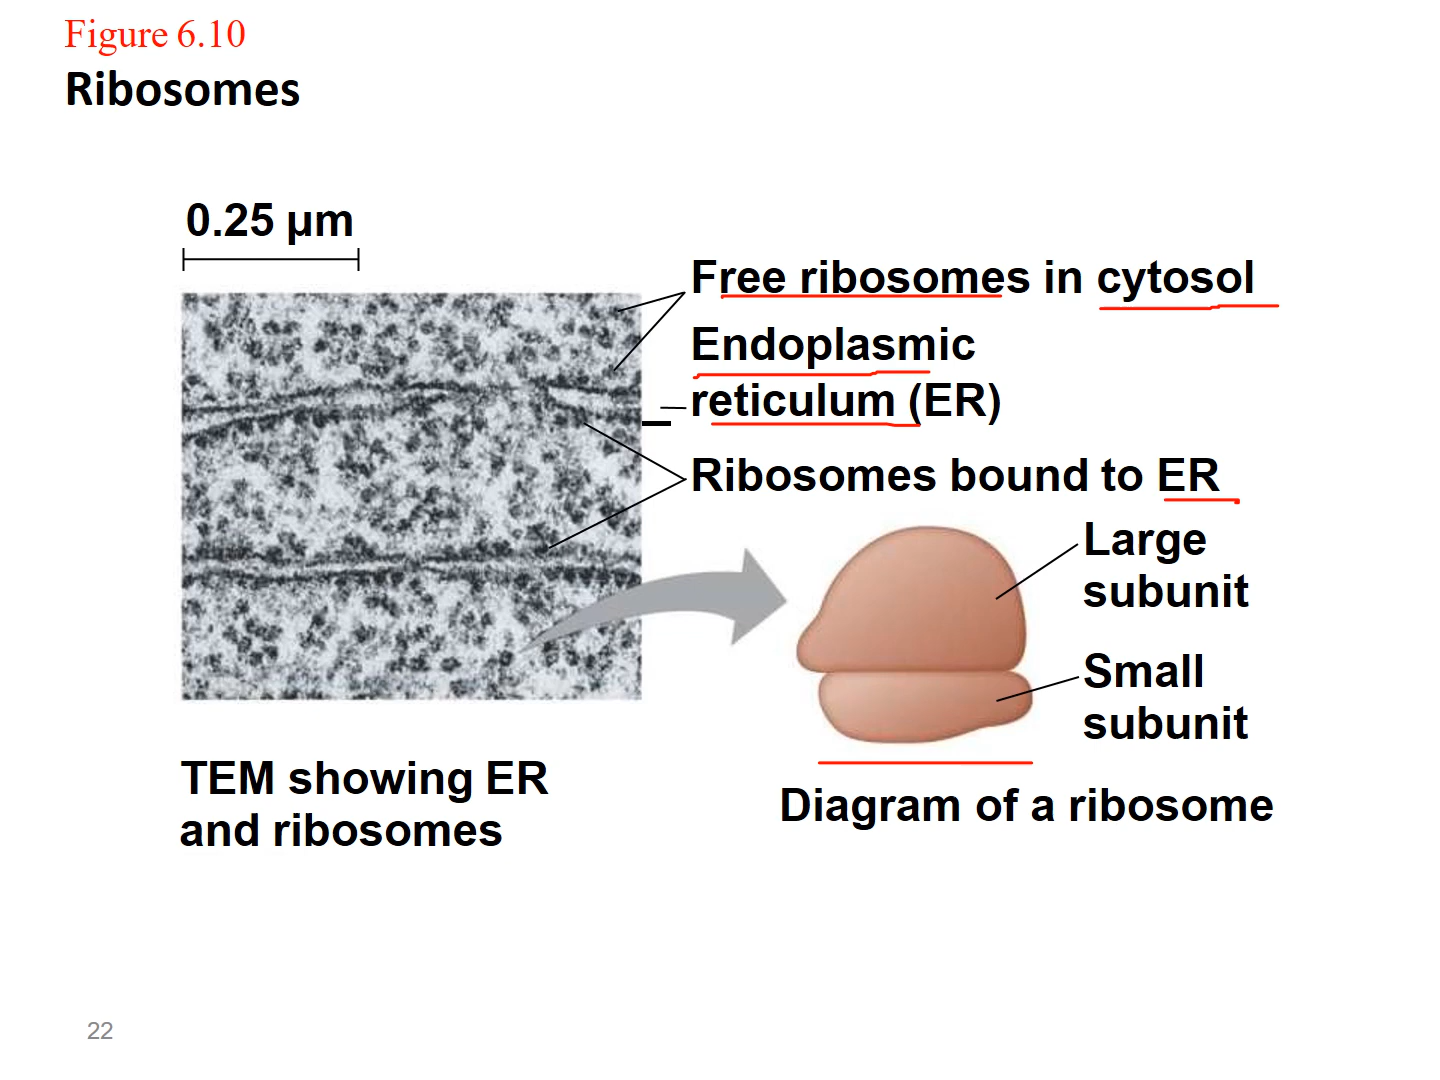 Figure 6.10
Ribosomes
0.25 µm
Free ribosomes in cytosol
Endoplasmic
reticulum (ER)
Ribosomes bound to ER
Large
subunit
Small
subunit
TEM showing ER
and ribosomes
Diagram of a ribosome
22